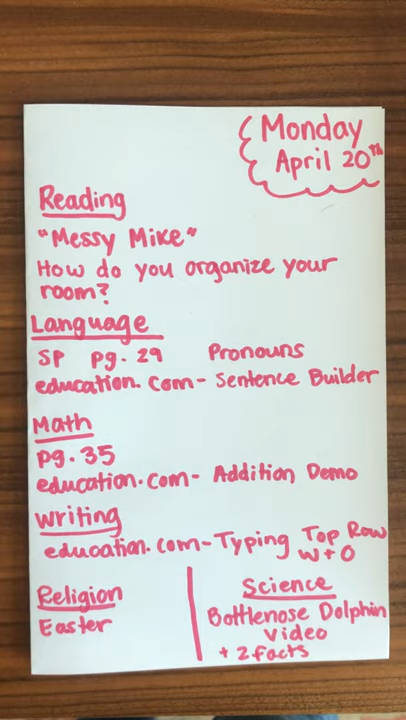 Monday
April 20th
Reading
"Messy Mike"
How do you organize your
room?
Language
SP pg. 29 Pronouns
education.com- Sentence Builder
Math
pg. 35
education.com- Addition Demo
Writing
education.com-Typing Top Row
W+O
Religion
Easter
Science
Bottlenose Dolphin
Video
+ 2 facts